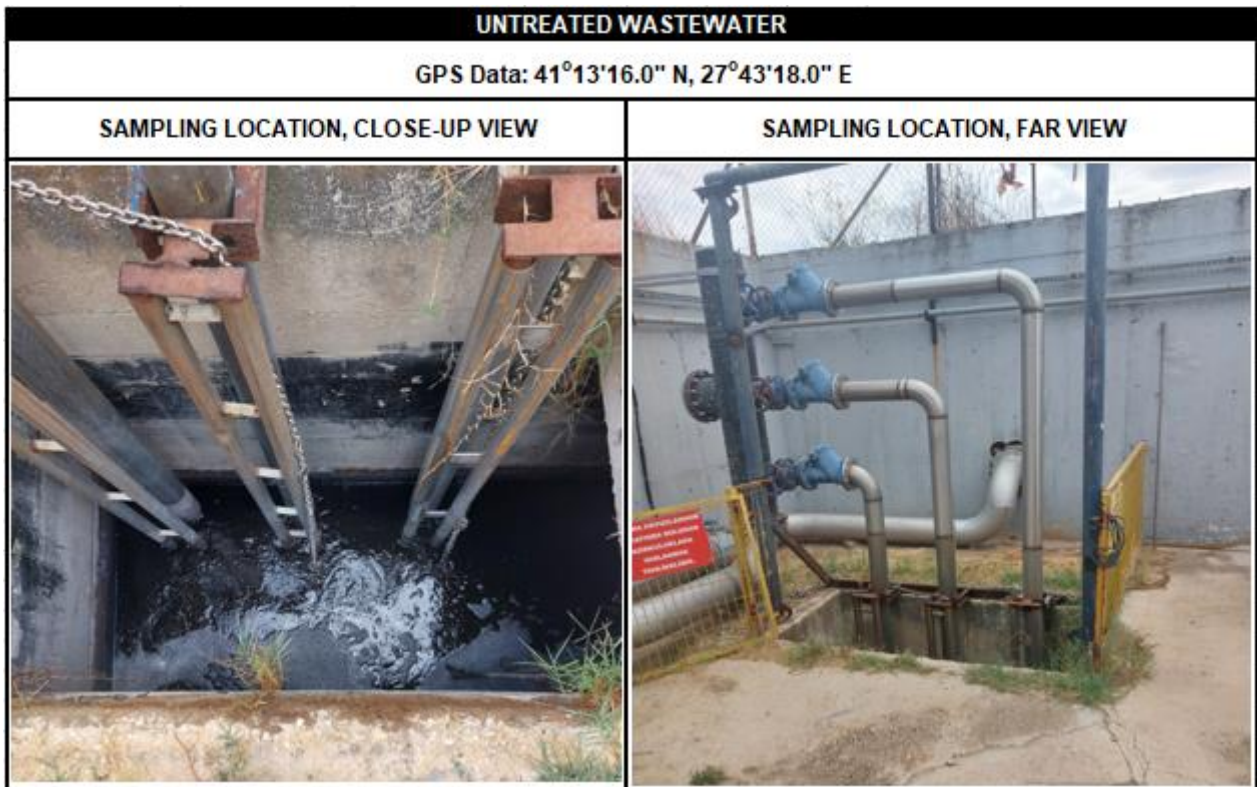 UNTREATED WASTEWATER
GPS Data: 41°13'16.0" N, 27°43'18.0" E
SAMPLING LOCATION, CLOSE-UP VIEW
SAMPLING LOCATION, FAR VIEW